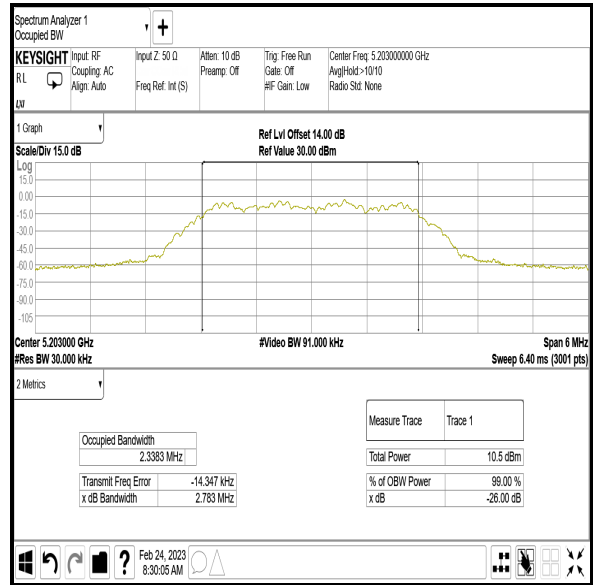 Spectrum Analyzer 1
Occupied BW
▼
+
KEYSIGHT
RL
LXI
Input: RF
Coupling: AC
Align: Auto
Input Z: 50 Ω
Freq Ref: Int (S)
Atten: 10 dB
Preamp: Off
Trig: Free Run
Gate: Off
#IF Gain: Low
Center Freq: 5.203000000 GHz
Avg|Hold:>10/10
Radio Std: None
1 Graph
Scale/Div 15.0 dB
Ref Lvl Offset 14.00 dB
Ref Value 30.00 dBm
Log
15.0
0.00
-15.0
-30.0
-45.0
-60.0
-75.0
-90.0
-105
Center 5.203000 GHz
#Res BW 30.000 kHz
#Video BW 91.000 kHz
Span 6 MHz
Sweep 6.40 ms (3001 pts)
2 Metrics
Occupied Bandwidth
2.3383 MHz
Transmit Freq Error -14.347 kHz
x dB Bandwidth 2.783 MHz
Measure Trace Trace 1
Total Power 10.5 dBm
% of OBW Power 99.00 %
x dB -26.00 dB
?
Feb 24, 2023
8:30:05 AM